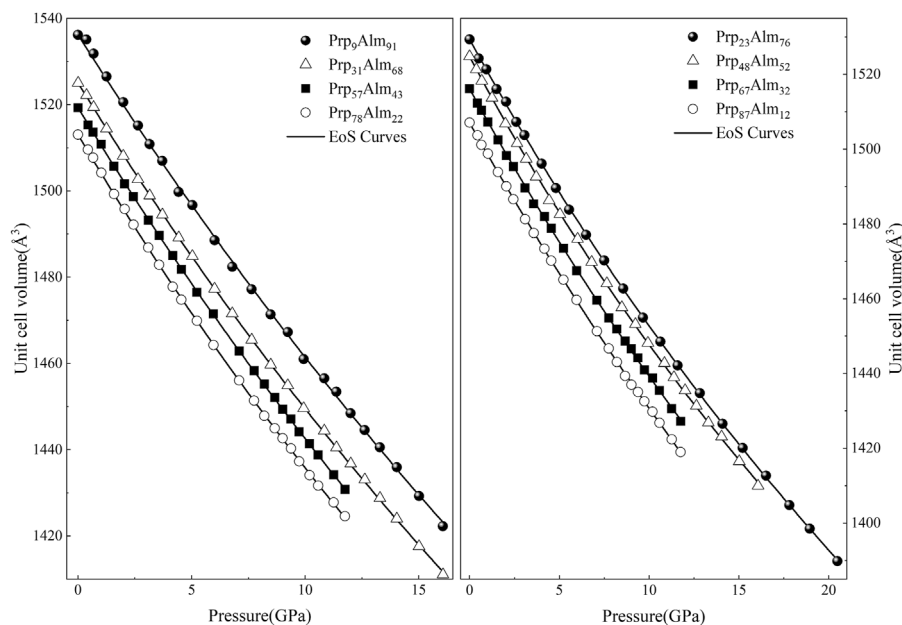 1540
1520
1500
1480
1460
1440
1420
Unit cell volume(Å³)
0
5
10
15
Pressure(GPa)
Prp₉Alm₉₁
Prp₃₁Alm₆₈
Prp₅₇Alm₄₃
Prp₇₈Alm₂₂
EoS Curves
Prp₂₃Alm₇₆
Prp₄₈Alm₅₂
Prp₆₇Alm₃₂
Prp₈₇Alm₁₂
EoS Curves
0
5
10
15
20
Pressure(GPa)
1520
1500
1480
1460
1440
1420
1400
Unit cell volume(Å³)